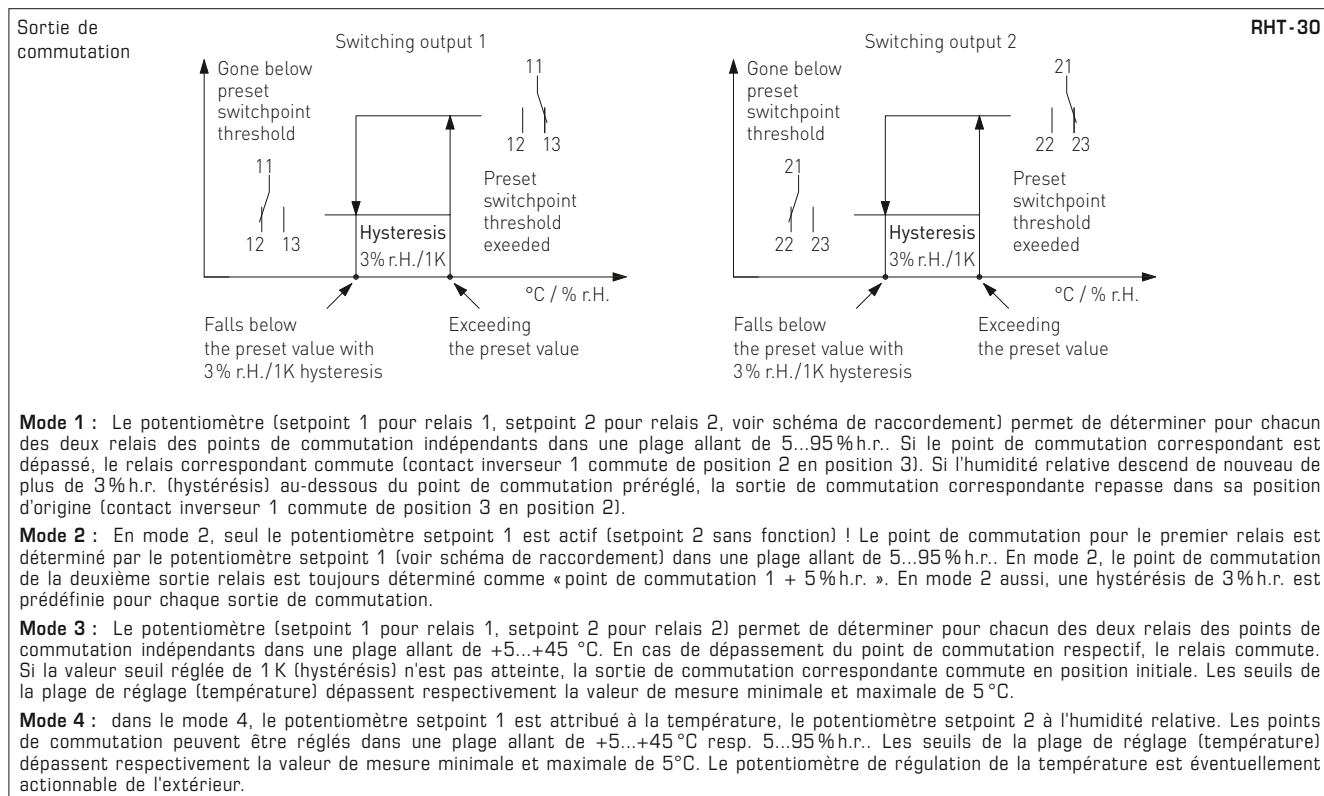 Sortie de
commutation
RHT-30
Switching output 1
11
Gone below
preset
switchpoint
threshold
12 13
11
Preset
switchpoint
threshold
exeeded
12 13
Hysteresis
3% r.H./1K
°C / % r.H.
Falls below
the preset value with
3% r.H./1K hysteresis
Exceeding
the preset value
Switching output 2
21
Gone below
preset
switchpoint
threshold
22 23
21
Preset
switchpoint
threshold
exeeded
22 23
Hysteresis
3% r.H./1K
°C / % r.H.
Falls below
the preset value with
3% r.H./1K hysteresis
Exceeding
the preset value
Mode 1 : Le potentiomètre (setpoint 1 pour relais 1, setpoint 2 pour relais 2, voir schéma de raccordement) permet de déterminer pour chacun
des deux relais des points de commutation indépendants dans une plage allant de 5...95 % h.r.. Si le point de commutation correspondant est
dépassé, le relais correspondant commute (contact inverseur 1 commute de position 2 en position 3). Si l'humidité relative descend de nouveau de
plus de 3 % h.r. (hystérésis) au-dessous du point de commutation préréglé, la sortie de commutation correspondante repasse dans sa position
d'origine (contact inverseur 1 commute de position 3 en position 2).
Mode 2 : En mode 2, seul le potentiomètre setpoint 1 est actif (setpoint 2 sans fonction) ! Le point de commutation pour le premier relais est
déterminé par le potentiomètre setpoint 1 (voir schéma de raccordement) dans une plage allant de 5...95 % h.r.. En mode 2, le point de commutation
de la deuxième sortie relais est toujours déterminé comme « point de commutation 1 + 5 % h.r. ». En mode 2 aussi, une hystérésis de 3 % h.r. est
prédéfinie pour chaque sortie de commutation.
Mode 3 : Le potentiomètre (setpoint 1 pour relais 1, setpoint 2 pour relais 2) permet de déterminer pour chacun des deux relais des points de
commutation indépendants dans une plage allant de +5...+45 °C. En cas de dépassement du point de commutation respectif, le relais commute.
Si la valeur seuil réglée de 1 K (hystérésis) n'est pas atteinte, la sortie de commutation correspondante commute en position initiale. Les seuils de
la plage de réglage (température) dépassent respectivement la valeur de mesure minimale et maximale de 5 °C.
Mode 4 : dans le mode 4, le potentiomètre setpoint 1 est attribué à la température, le potentiomètre setpoint 2 à l'humidité relative. Les points
de commutation peuvent être réglés dans une plage allant de +5...+45 °C resp. 5...95 % h.r.. Les seuils de la plage de réglage (température)
dépassent respectivement la valeur de mesure minimale et maximale de 5°C. Le potentiomètre de régulation de la température est éventuellement
actionnable de l'extérieur.